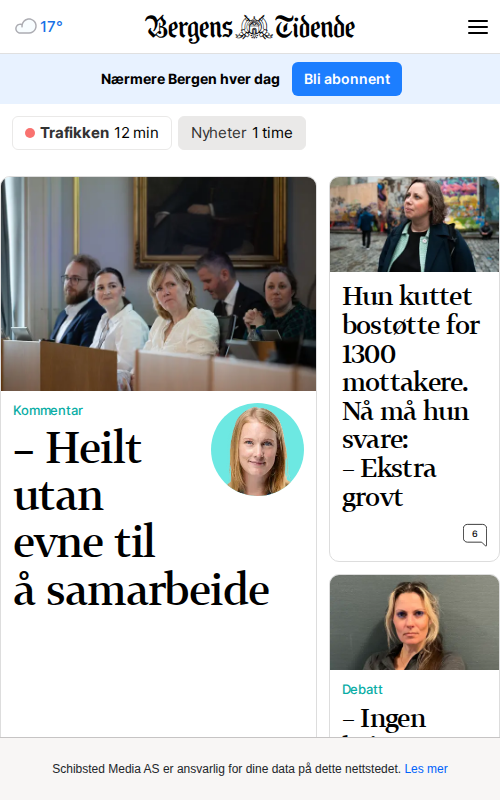 17°
Bergens Tidende
Nærmere Bergen hver dag
Bli abonnent
Trafikken 12 min
Nyheter 1 time
Kommentar
– Heilt
utan
evne til
å samarbeide
Hun kuttet
bostøtte for
1300
mottakere.
Nå må hun
svare:
– Ekstra
grovt
6
Debatt
– Ingen
Schibsted Media AS er ansvarlig for dine data på dette nettstedet. Les mer